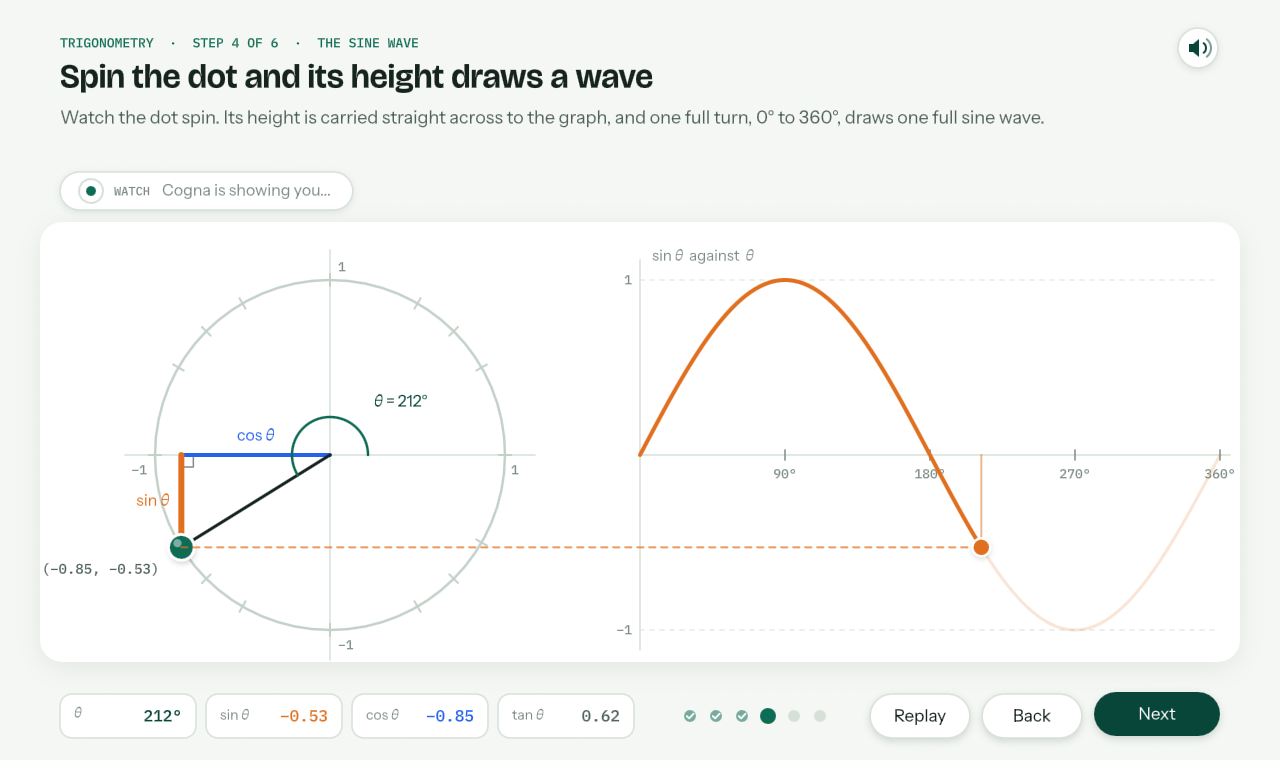 TRIGONOMETRY · STEP 4 OF 6 · THE SINE WAVE
Spin the dot and its height draws a wave
Watch the dot spin. Its height is carried straight across to the graph, and one full turn, 0° to 360°, draws one full sine wave.
WATCH Cogna is showing you...
1
θ = 212°
cos θ
−1
1
sin θ
(−0.85, −0.53)
−1
sin θ against θ
1
90°
180°
270°
360°
−1
θ 212°
sin θ −0.53
cos θ −0.85
tan θ 0.62
Replay
Back
Next